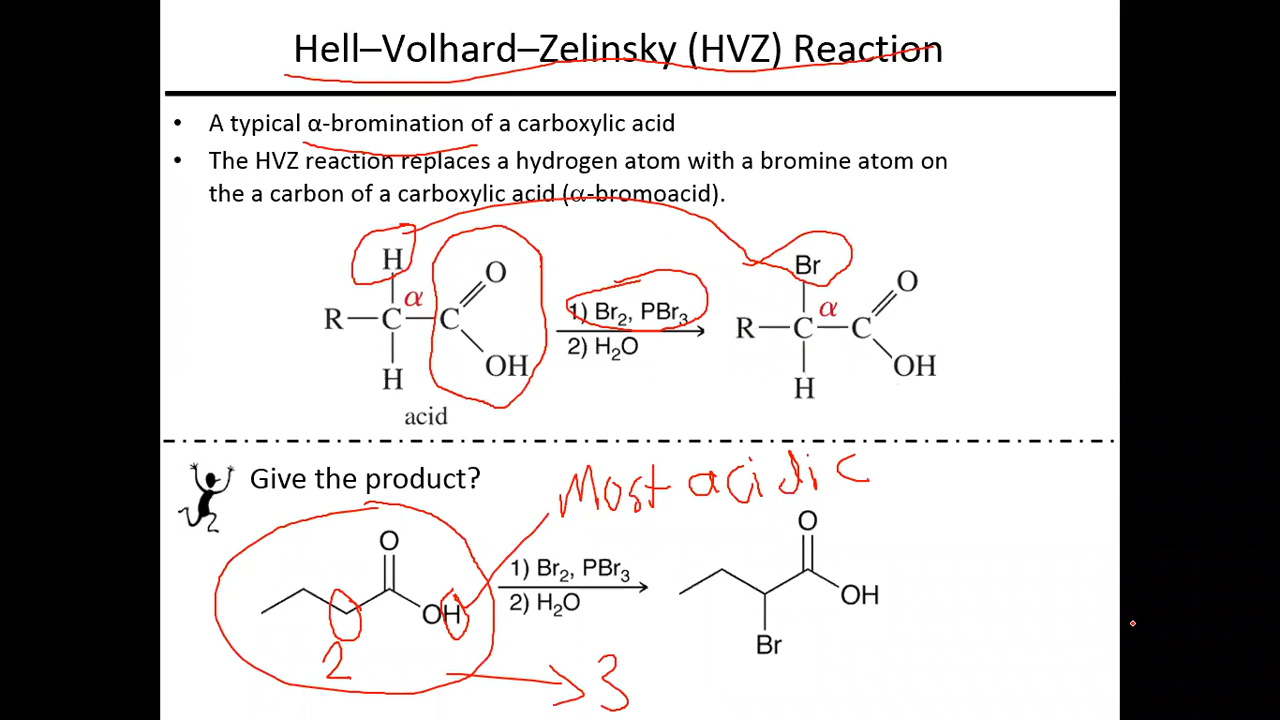 Hell–Volhard–Zelinsky (HVZ) Reaction
• A typical α-bromination of a carboxylic acid
• The HVZ reaction replaces a hydrogen atom with a bromine atom on
the a carbon of a carboxylic acid (α-bromoacid).
H
Br
O
O
α
α
R—C—C
1) Br₂, PBr₃
R—C—C
2) H₂O
OH
OH
H
H
acid
Give the product?
Most acidic
O
O
1) Br₂, PBr₃
2) H₂O
OH
OH
Br
2
3